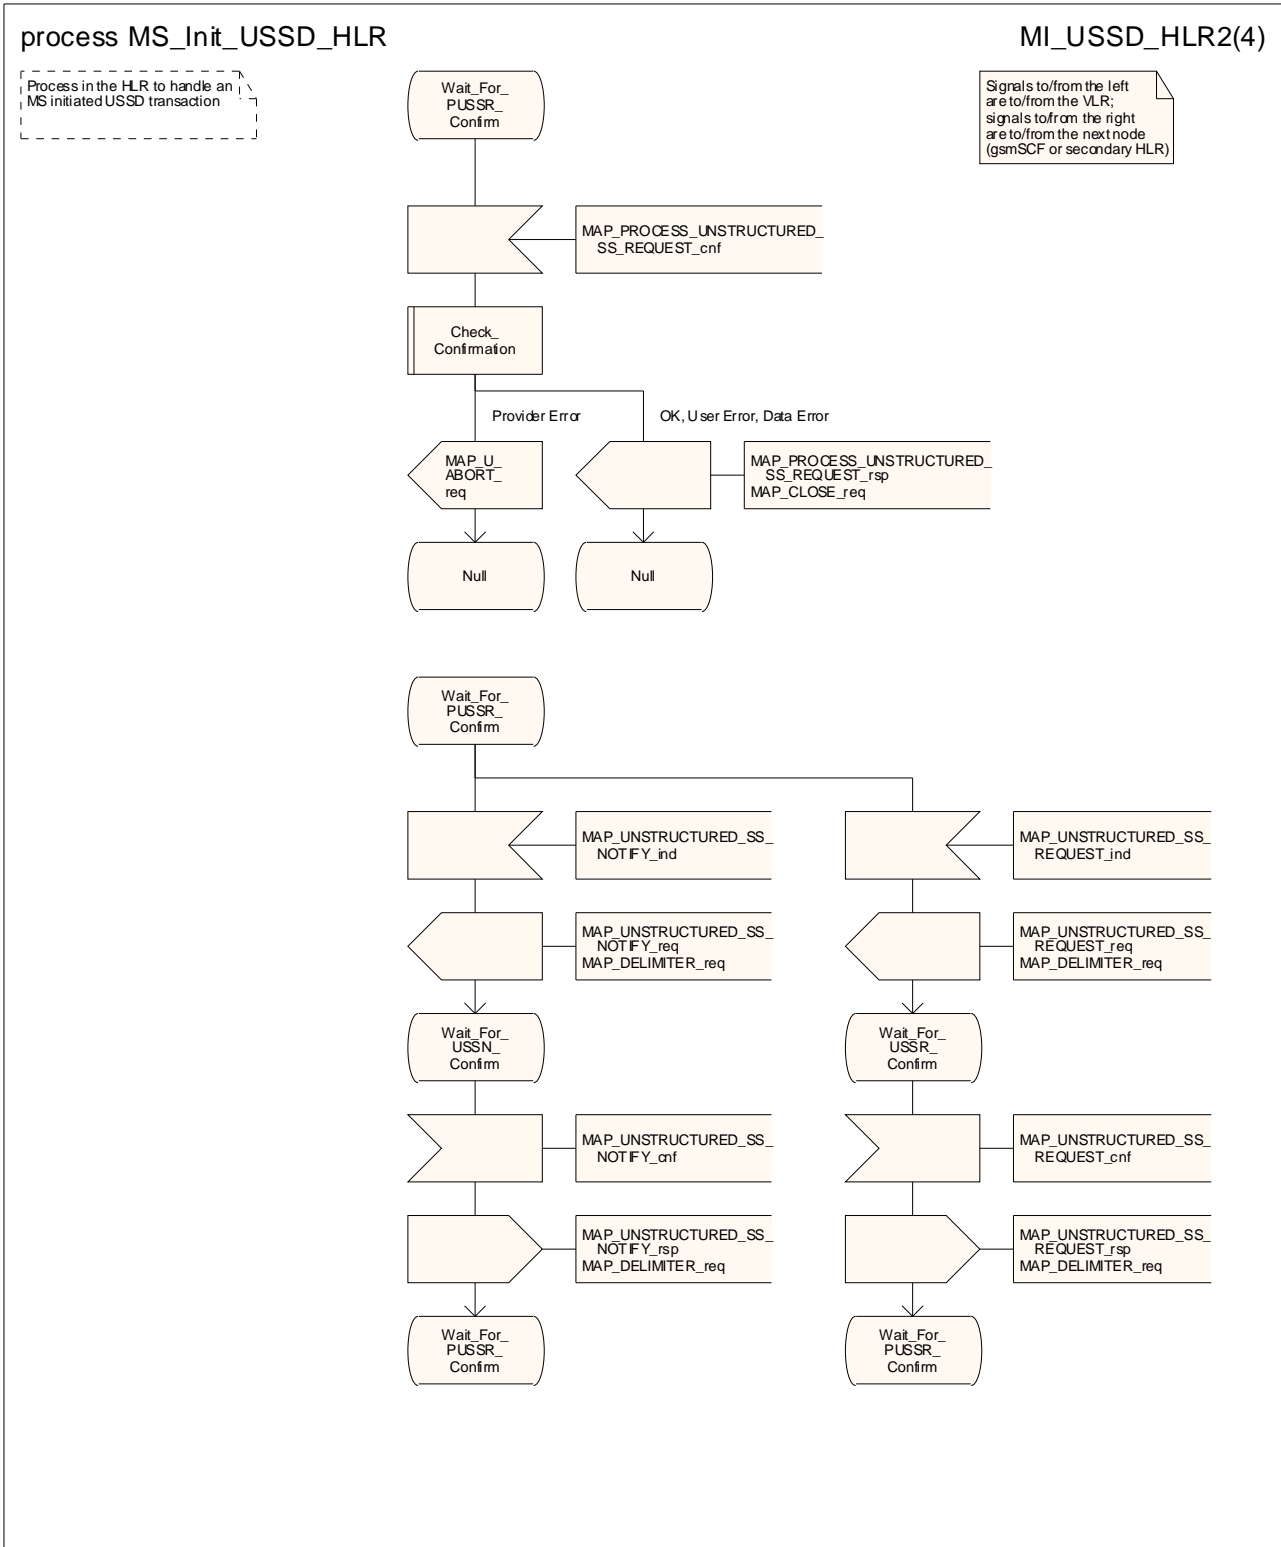 process MS_Init_USSD_HLR
MI_USSD_HLR2(4)
Process in the HLR to handle an
MS initiated USSD transaction
Wait_For_
PUSSR_
Confirm
Signals to/from the left
are to/from the VLR;
signals to/from the right
are to/from the next node
(gsmSCF or secondary HLR)
MAP_PROCESS_UNSTRUCTURED_
SS_REQUEST_cnf
Check_
Confirmation
Provider Error
OK, User Error, Data Error
MAP_U_
ABORT_
req
MAP_PROCESS_UNSTRUCTURED_
SS_REQUEST_rsp
MAP_CLOSE_req
Null
Null
Wait_For_
PUSSR_
Confirm
MAP_UNSTRUCTURED_SS_
NOTIFY_ind
MAP_UNSTRUCTURED_SS_
REQUEST_ind
MAP_UNSTRUCTURED_SS_
NOTIFY_req
MAP_DELIMITER_req
MAP_UNSTRUCTURED_SS_
REQUEST_req
MAP_DELIMITER_req
Wait_For_
USSN_
Confirm
Wait_For_
USSR_
Confirm
MAP_UNSTRUCTURED_SS_
NOTIFY_cnf
MAP_UNSTRUCTURED_SS_
REQUEST_cnf
MAP_UNSTRUCTURED_SS_
NOTIFY_rsp
MAP_DELIMITER_req
MAP_UNSTRUCTURED_SS_
REQUEST_rsp
MAP_DELIMITER_req
Wait_For_
PUSSR_
Confirm
Wait_For_
PUSSR_
Confirm